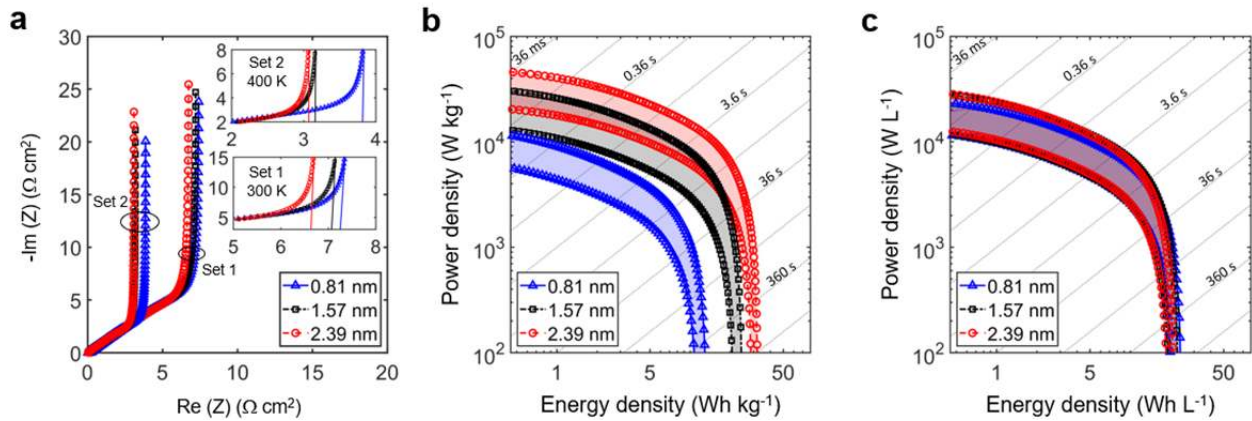 a
30
25
20
15
10
5
0
-Im (Z) (Ω cm²)
0
5
10
15
20
Re (Z) (Ω cm²)
Set 2
Set 1
8
6
4
2
Set 2
400 K
2
3
4
15
10
5
Set 1
300 K
5
6
7
8
0.81 nm
1.57 nm
2.39 nm
b
10⁵
10⁴
10³
10²
Power density (W kg⁻¹)
36 ms
0.36 s
3.6 s
36 s
360 s
0.81 nm
1.57 nm
2.39 nm
1
5
50
Energy density (Wh kg⁻¹)
c
10⁵
10⁴
10³
10²
Power density (W L⁻¹)
36 ms
0.36 s
3.6 s
36 s
360 s
0.81 nm
1.57 nm
2.39 nm
1
5
50
Energy density (Wh L⁻¹)